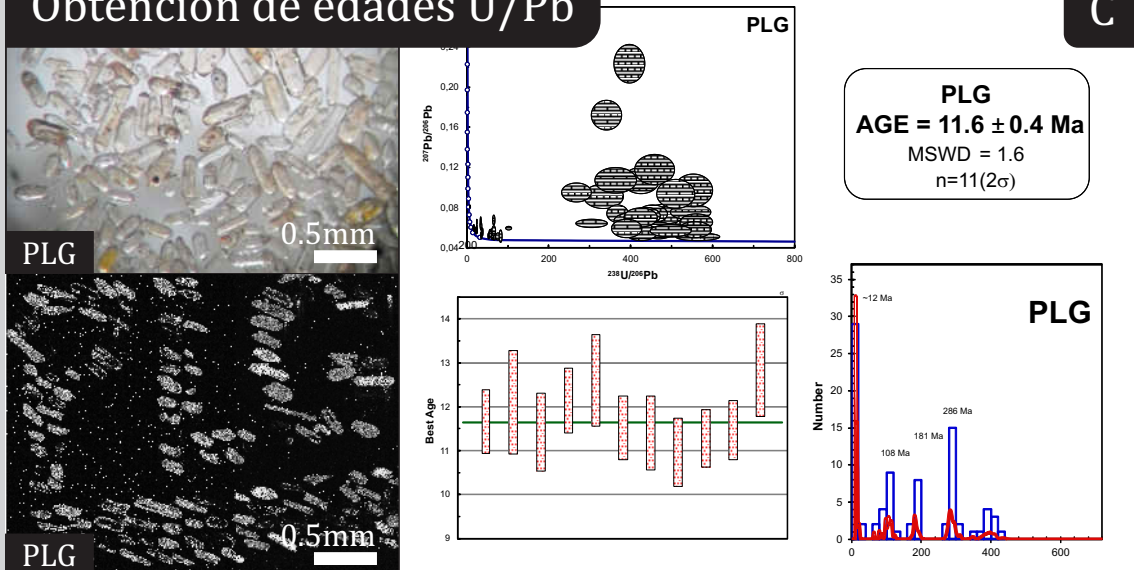 Obtención de edades U/Pb
C
PLG
0.5mm
PLG
0.5mm
PLG
0,24
0,20
0,16
0,12
0,08
0,04
200
0
200
400
600
800
207Pb/206Pb
238U/206Pb
PLG
AGE = 11.6 ± 0.4 Ma
MSWD = 1.6
n=11(2σ)
σ
14
13
12
11
10
9
Best Age
PLG
35
30
25
20
15
10
5
0
0
200
400
600
Number
~12 Ma
108 Ma
181 Ma
286 Ma